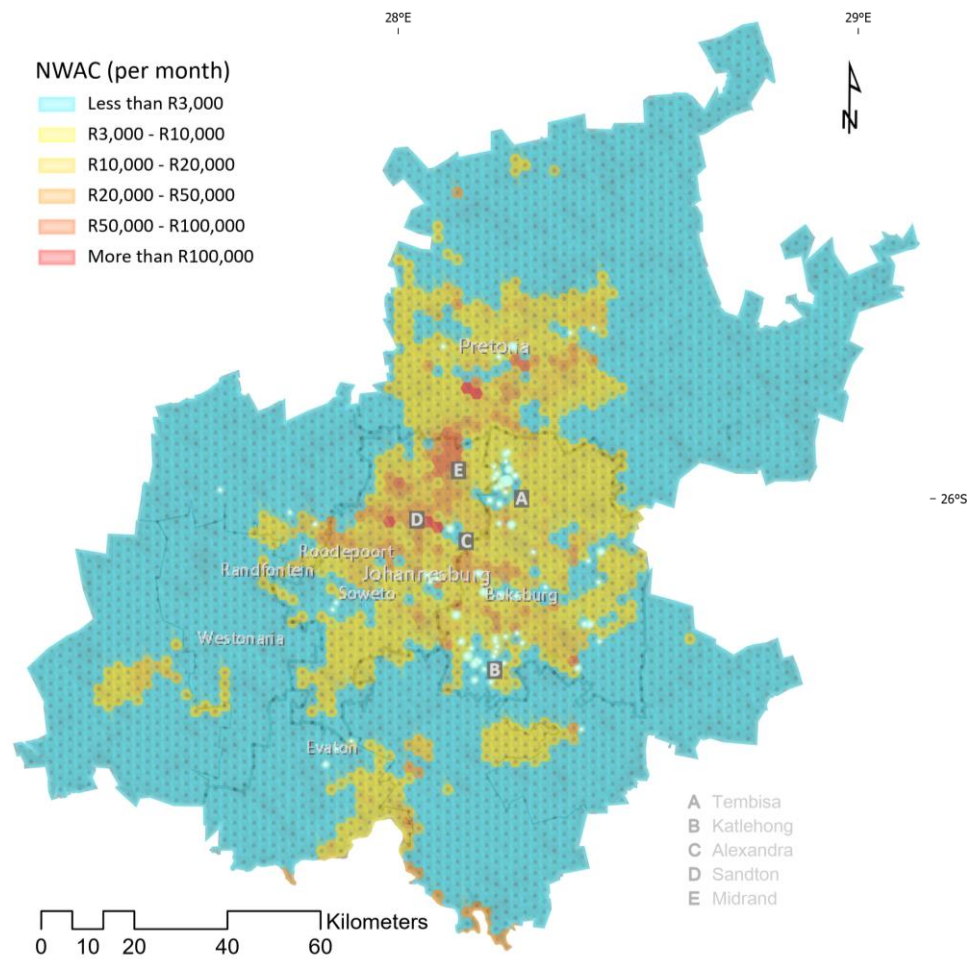 28°E
29°E
NWAC (per month)
Less than R3,000
R3,000 - R10,000
R10,000 - R20,000
R20,000 - R50,000
R50,000 - R100,000
More than R100,000
N
Pretoria
E
A
26°S
D
C
Roodepoort
Randfontein
Johannesburg
Soweto
Boksburg
Westonaria
B
Evaton
A Tembisa
B Katlehong
C Alexandra
D Sandton
E Midrand
Kilometers
0 10 20 40 60